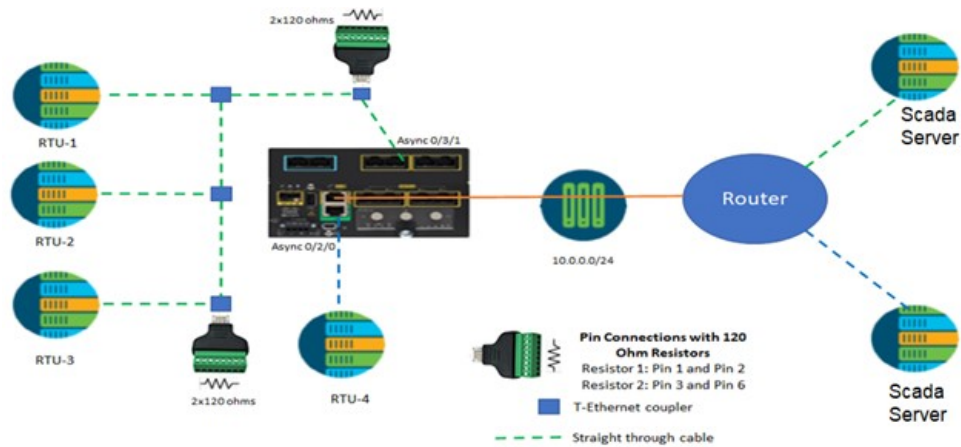 2x120 ohms
RTU-1
Async 0/3/1
Scada
Server
RTU-2
Router
Async 0/2/0
10.0.0.0/24
RTU-3
2x120 ohms
RTU-4
Pin Connections with 120
Ohm Resistors
Resistor 1: Pin 1 and Pin 2
Resistor 2: Pin 3 and Pin 6
T-Ethernet coupler
Straight through cable
Scada
Server